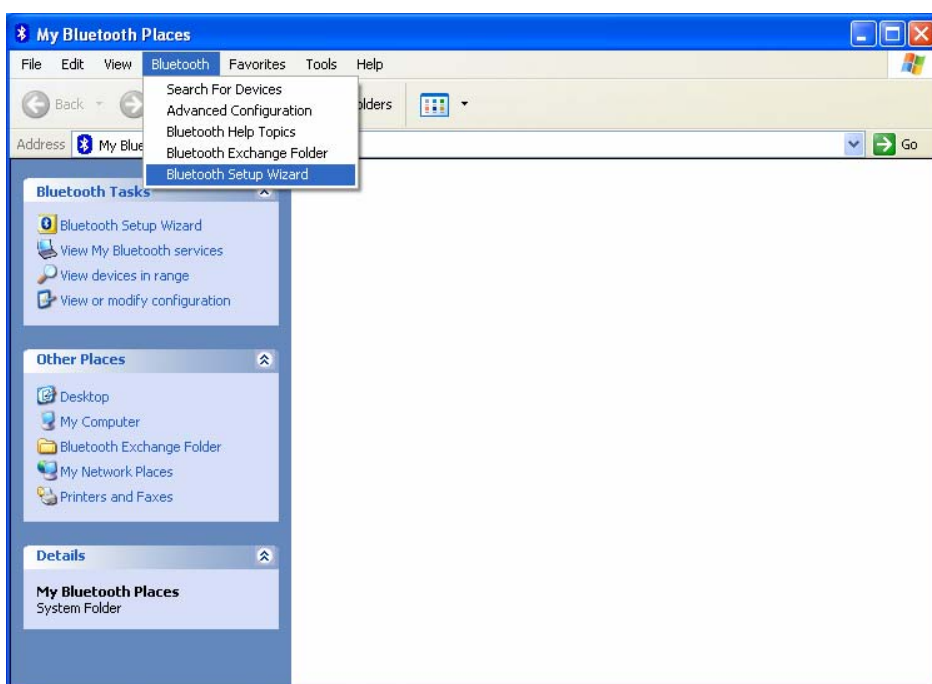 My Bluetooth Places
File Edit View Bluetooth Favorites Tools Help
Search For Devices
Advanced Configuration
Bluetooth Help Topics
Bluetooth Exchange Folder
Bluetooth Setup Wizard
Back
Address My Go
Bluetooth Tasks
Bluetooth Setup Wizard
View My Bluetooth services
View devices in range
View or modify configuration
Other Places
Desktop
My Computer
Bluetooth Exchange Folder
My Network Places
Printers and Faxes
Details
My Bluetooth Places
System Folder